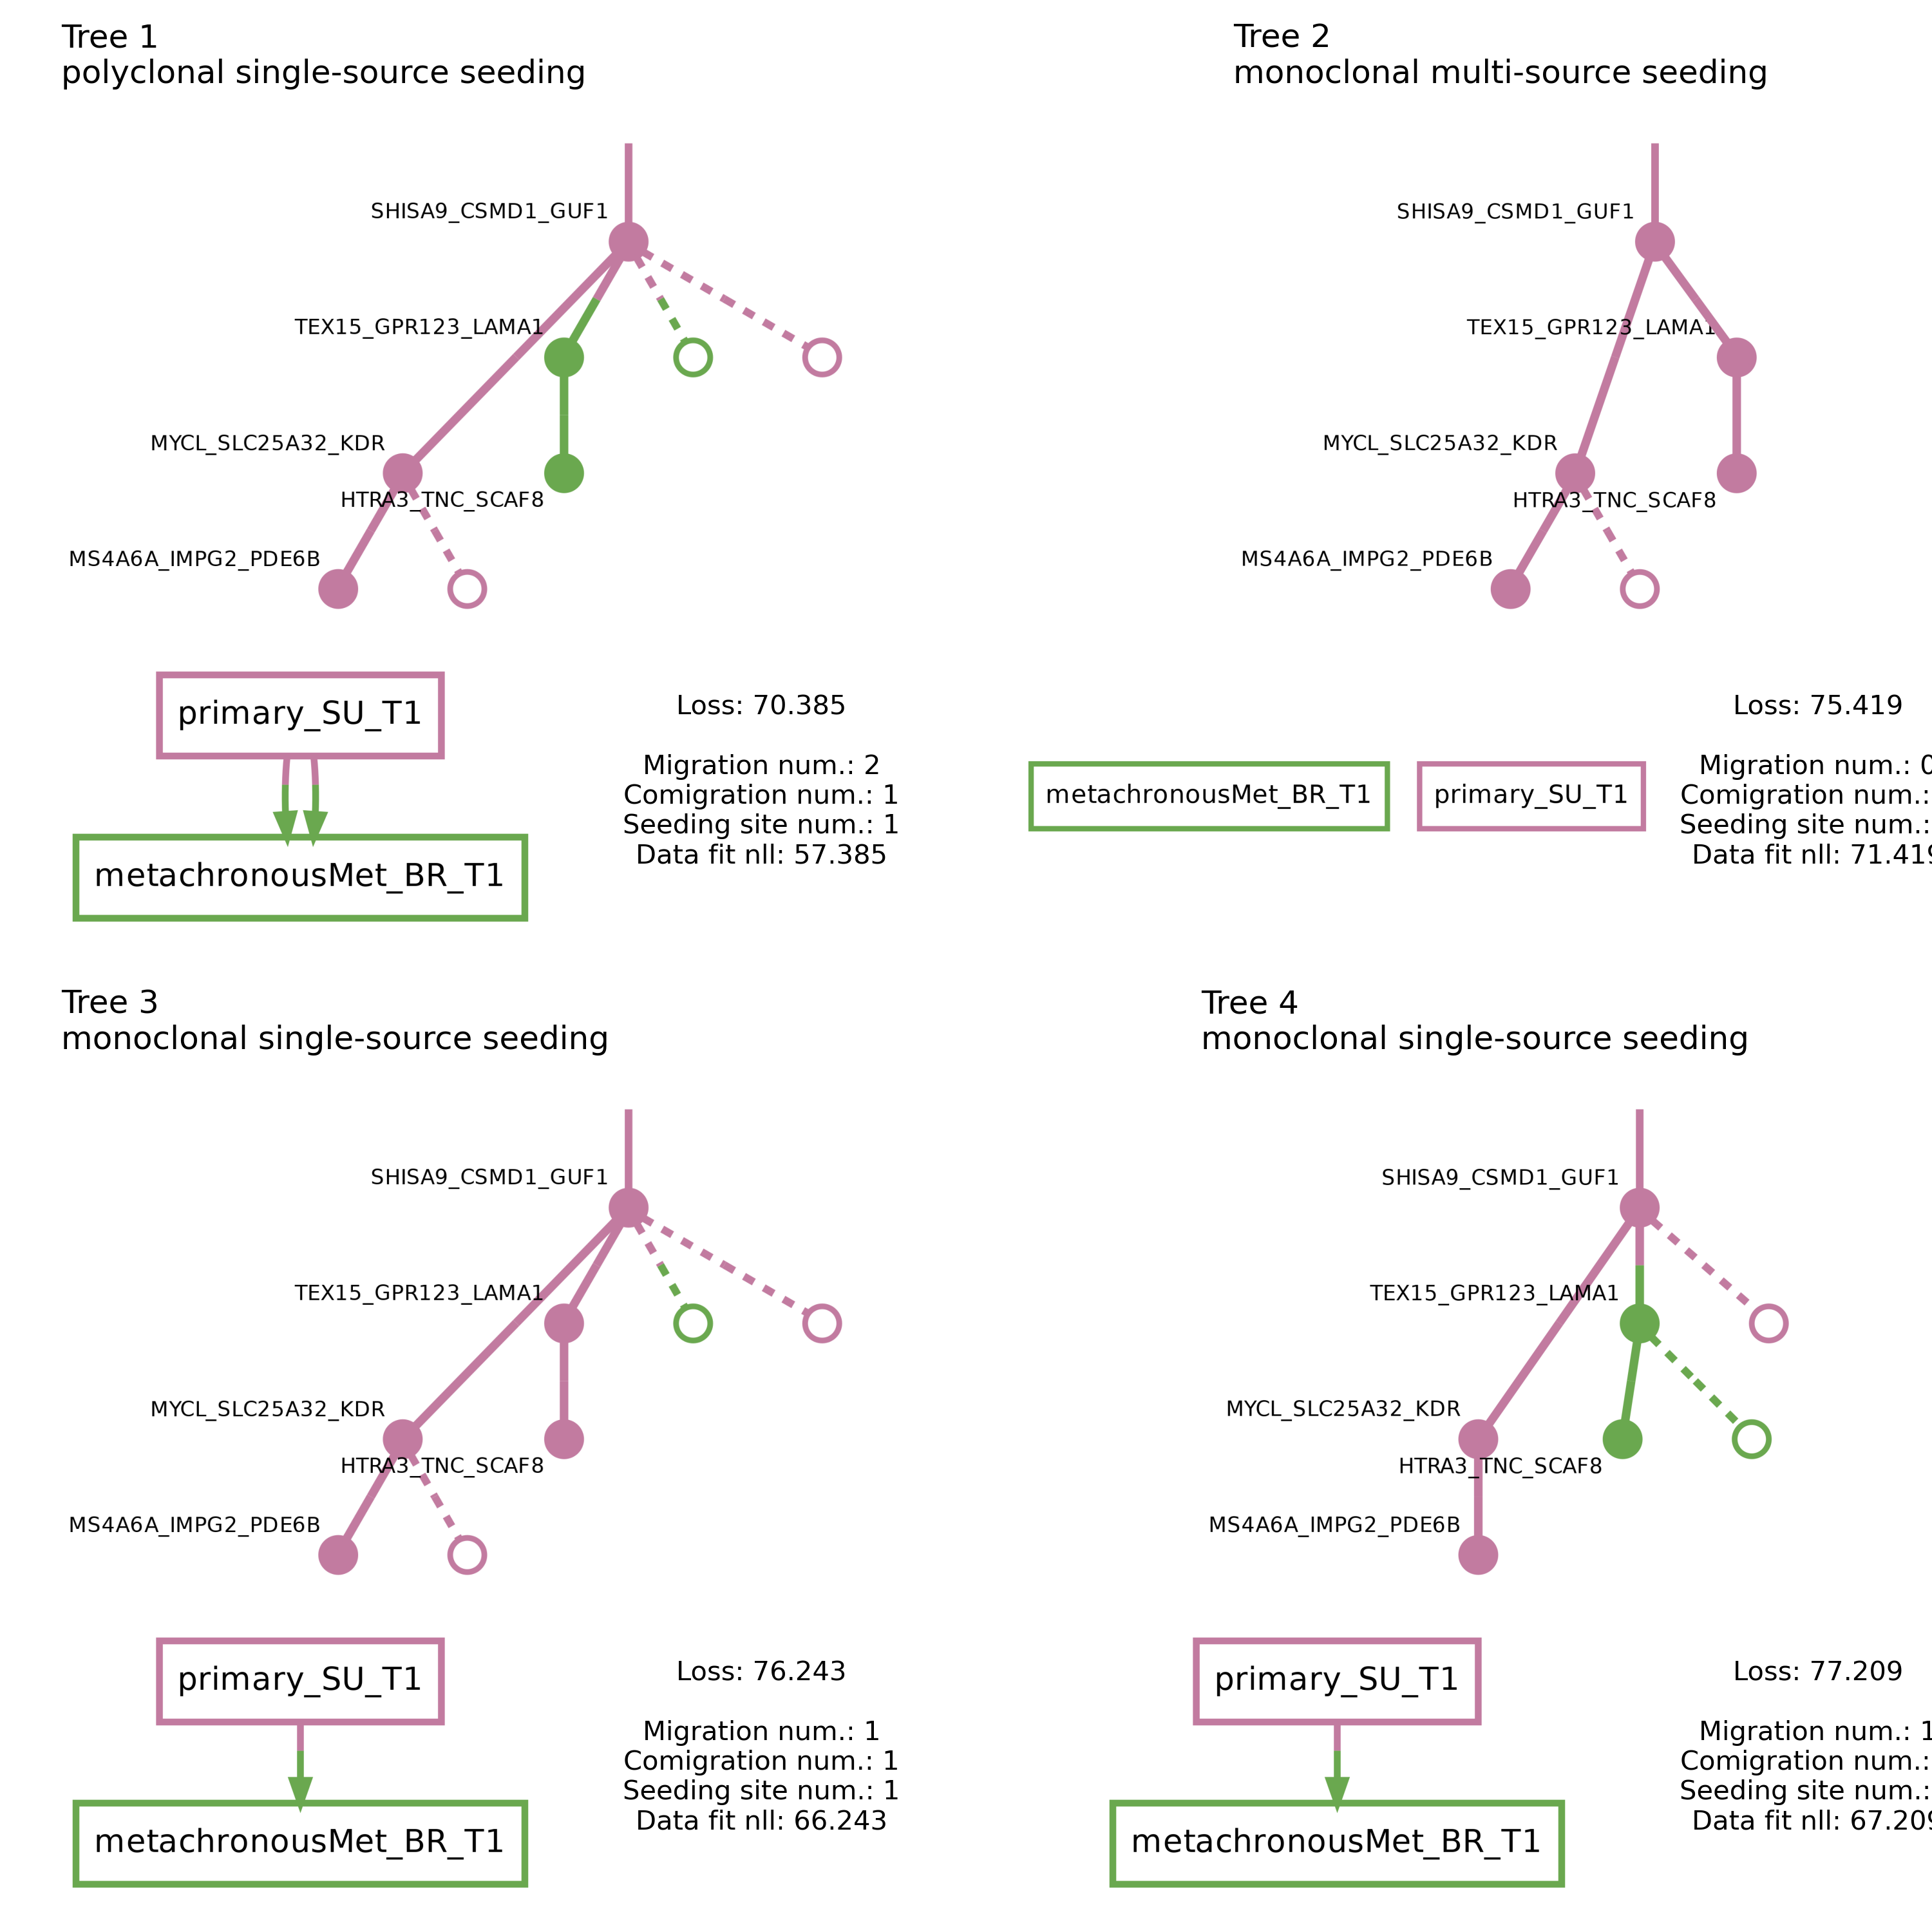 Tree 1
polyclonal single-source seeding
SHISA9_CSMD1_GUF1
TEX15_GPR123_LAMA1
MYCL_SLC25A32_KDR
HTRA3_TNC_SCAF8
MS4A6A_IMPG2_PDE6B
primary_SU_T1
metachronousMet_BR_T1
Loss: 70.385
Migration num.: 2
Comigration num.: 1
Seeding site num.: 1
Data fit nll: 57.385
Tree 2
monoclonal multi-source seeding
SHISA9_CSMD1_GUF1
TEX15_GPR123_LAMA1
MYCL_SLC25A32_KDR
HTRA3_TNC_SCAF8
MS4A6A_IMPG2_PDE6B
metachronousMet_BR_T1
primary_SU_T1
Loss: 75.419
Migration num.: 0
Comigration num.:
Seeding site num.:
Data fit nll: 71.419
Tree 3
monoclonal single-source seeding
SHISA9_CSMD1_GUF1
TEX15_GPR123_LAMA1
MYCL_SLC25A32_KDR
HTRA3_TNC_SCAF8
MS4A6A_IMPG2_PDE6B
primary_SU_T1
metachronousMet_BR_T1
Loss: 76.243
Migration num.: 1
Comigration num.: 1
Seeding site num.: 1
Data fit nll: 66.243
Tree 4
monoclonal single-source seeding
SHISA9_CSMD1_GUF1
TEX15_GPR123_LAMA1
MYCL_SLC25A32_KDR
HTRA3_TNC_SCAF8
MS4A6A_IMPG2_PDE6B
primary_SU_T1
metachronousMet_BR_T1
Loss: 77.209
Migration num.: 1
Comigration num.:
Seeding site num.:
Data fit nll: 67.209